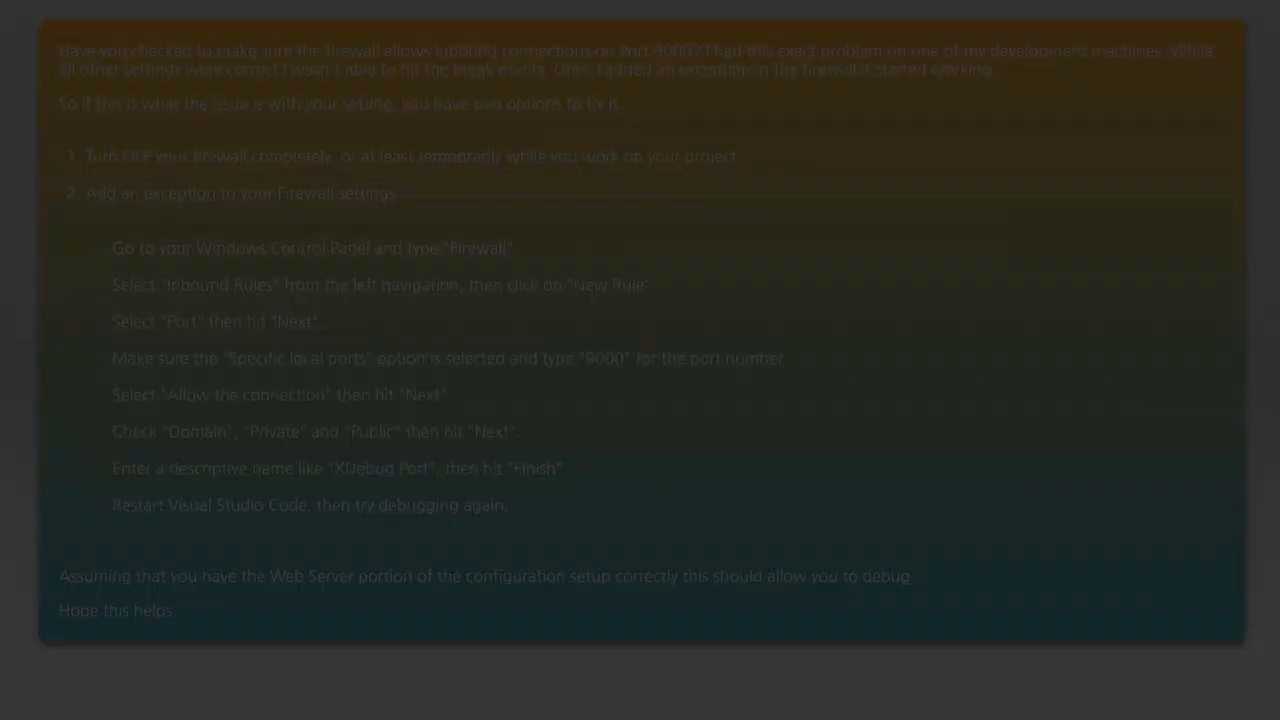 Have you checked to make sure the firewall allows inbound connections on Port 9000? I had this exact problem on one of my development machines. While
all other settings were correct I wasn't able to hit the break points. Once I added an exception in the firewall it started working.
So if this is what the issue is with your setting, you have two options to fix it...
1. Turn OFF your firewall completely, or at least temporarily while you work on your project
2. Add an exception to your Firewall settings
Go to your Windows Control Panel and type "Firewall"
Select "Inbound Rules" from the left navigation, then click on "New Rule"
Select "Port" then hit "Next".
Make sure the "Specific local ports" option is selected and type "9000" for the port number
Select "Allow the connection" then hit "Next"
Check "Domain", "Private" and "Public" then hit "Next".
Enter a descriptive name like "XDebug Port", then hit "Finish"
Restart Visual Studio Code, then try debugging again.
Assuming that you have the Web Server portion of the configuration setup correctly this should allow you to debug
Hope this helps.